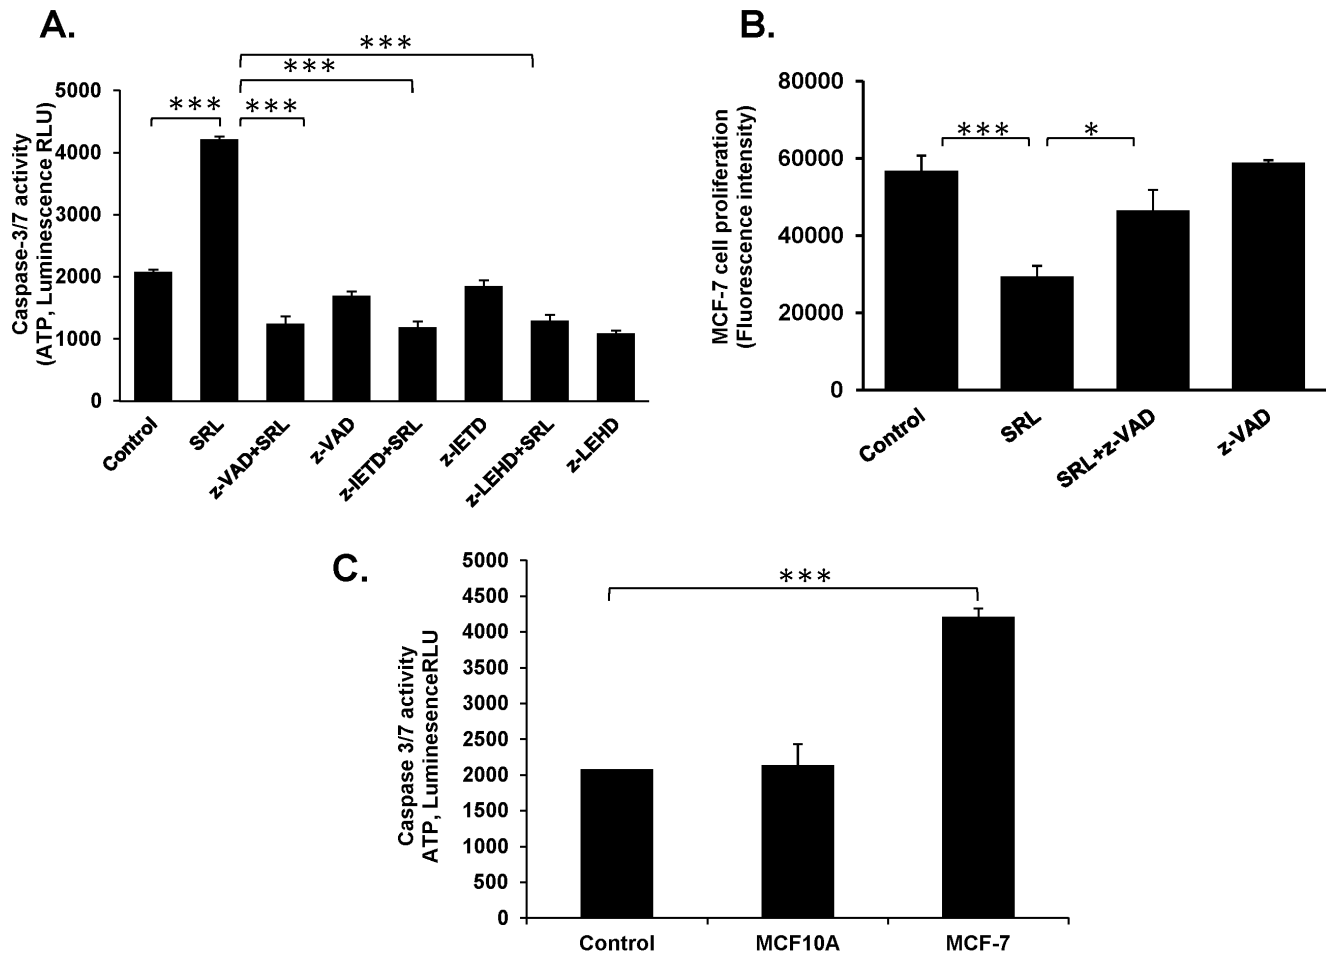 A.
***
***
***
***
5000
4000
3000
2000
1000
0
Caspase-3/7 activity
(ATP, Luminescence RLU)
Control
SRL
z-VAD+SRL
z-VAD
z-IETD+SRL
z-IETD
z-LEHD+SRL
z-LEHD
B.
***
*
80000
60000
40000
20000
0
MCF-7 cell proliferation
(Fluorescence intensity)
Control
SRL
SRL+z-VAD
z-VAD
C.
***
5000
4500
4000
3500
3000
2500
2000
1500
1000
500
0
Caspase 3/7 activity
ATP, LuminesenceRLU
Control
MCF10A
MCF-7